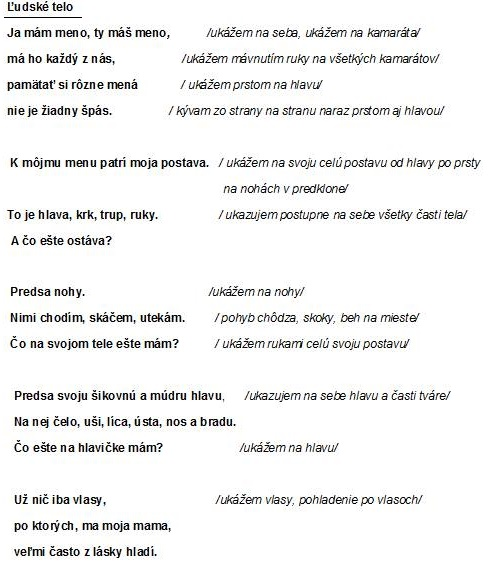 Ľudské telo
Ja mám meno, ty máš meno, /ukážem na seba, ukážem na kamaráta/
má ho každý z nás, /ukážem mávnutím ruky na všetkých kamarátov/
pamätať si rôzne mená / ukážem prstom na hlavu/
nie je žiadny špás. / kývam zo strany na stranu naraz prstom aj hlavou/
K môjmu menu patrí moja postava. / ukážem na svoju celú postavu od hlavy po prsty
na nohách v predklone/
To je hlava, krk, trup, ruky. / ukazujem postupne na sebe všetky časti tela/
A čo ešte ostáva?
Predsa nohy. /ukážem na nohy/
Nimi chodím, skáčem, utekám. / pohyb chôdza, skoky, beh na mieste/
Čo na svojom tele ešte mám? / ukážem rukami celú svoju postavu/
Predsa svoju šikovnú a múdru hlavu, /ukazujem na sebe hlavu a časti tváre/
Na nej čelo, uši, líca, ústa, nos a bradu.
Čo ešte na hlavičke mám? /ukážem na hlavu/
Už nič iba vlasy, /ukážem vlasy, pohladenie po vlasoch/
po ktorých, ma moja mama,
veľmi často z lásky hladí.